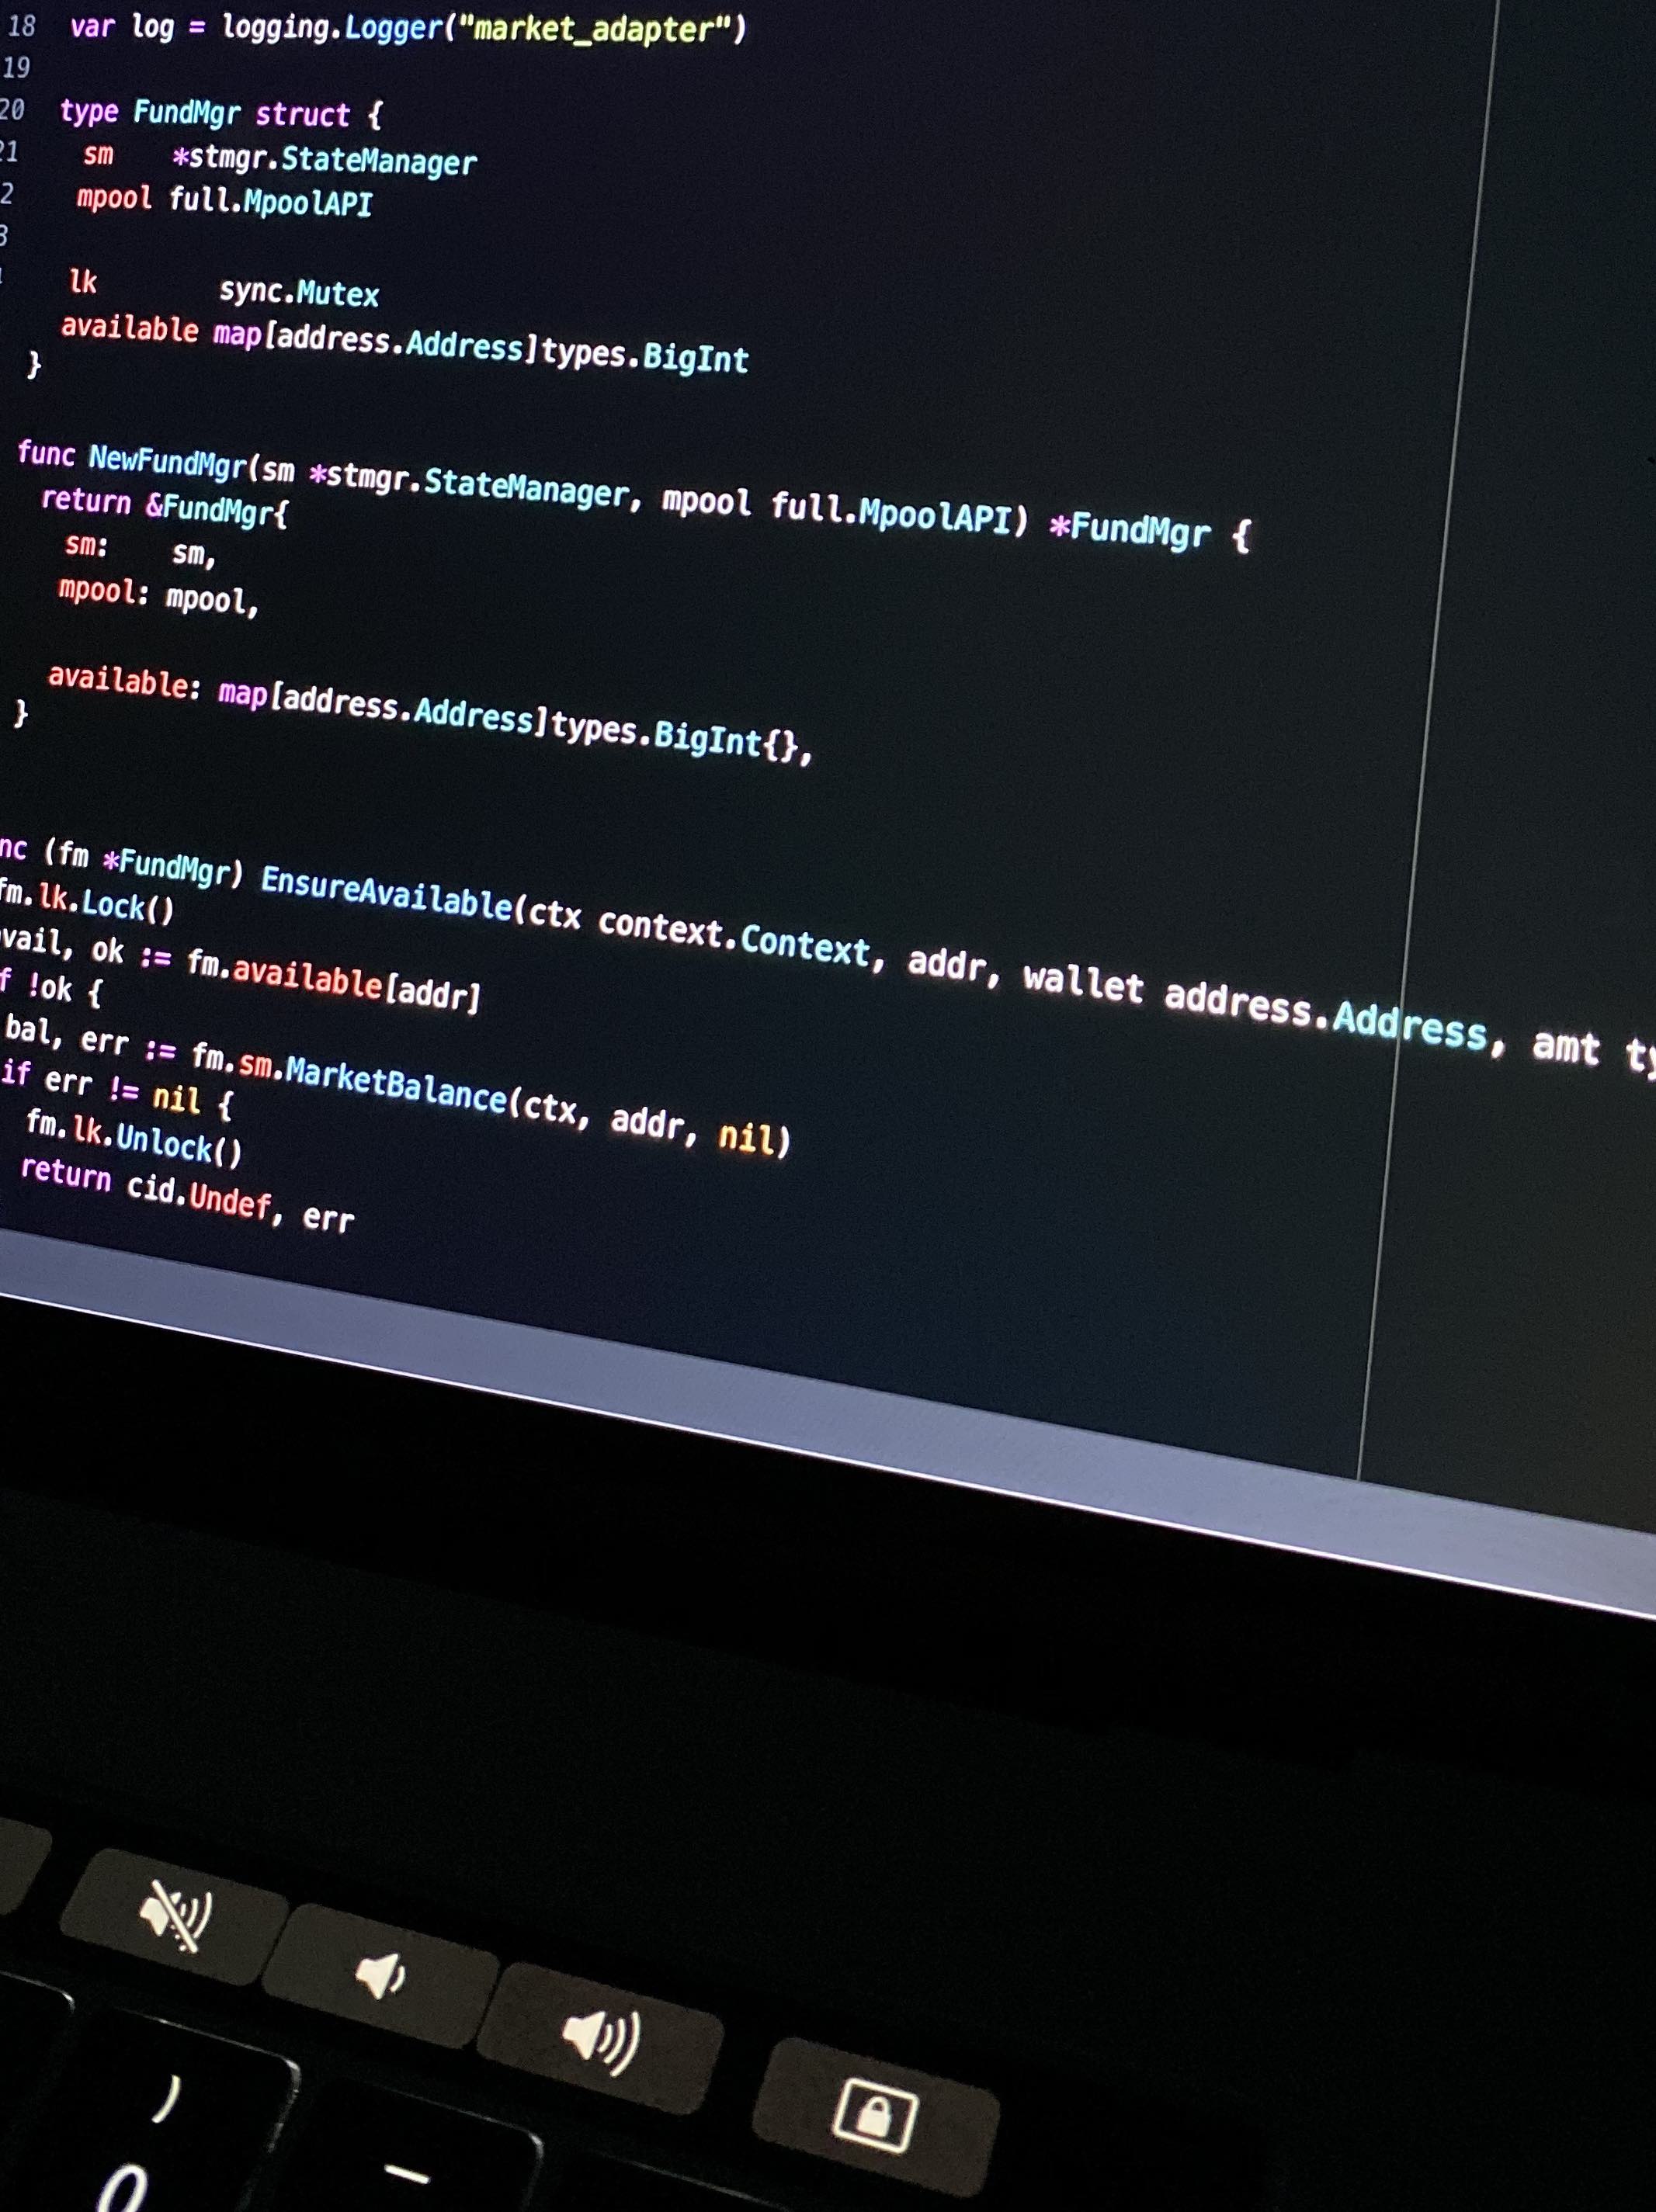 18 var log = logging.Logger("market_adapter")
19
20 type FundMgr struct {
21 sm *stmgr.StateManager
2 mpool full.MpoolAPI
3
lk sync.Mutex
available map[address.Address]types.BigInt
}
func NewFundMgr(sm *stmgr.StateManager, mpool full.MpoolAPI) *FundMgr {
return &FundMgr{
sm: sm,
mpool: mpool,
available: map[address.Address]types.BigInt{},
}
nc (fm *FundMgr) EnsureAvailable(ctx context.Context, addr, wallet address.Address, amt ty
fm.lk.Lock()
vail, ok := fm.available[addr]
f !ok {
bal, err := fm.sm.MarketBalance(ctx, addr, nil)
if err != nil {
fm.lk.Unlock()
return cid.Undef, err
)
0
_